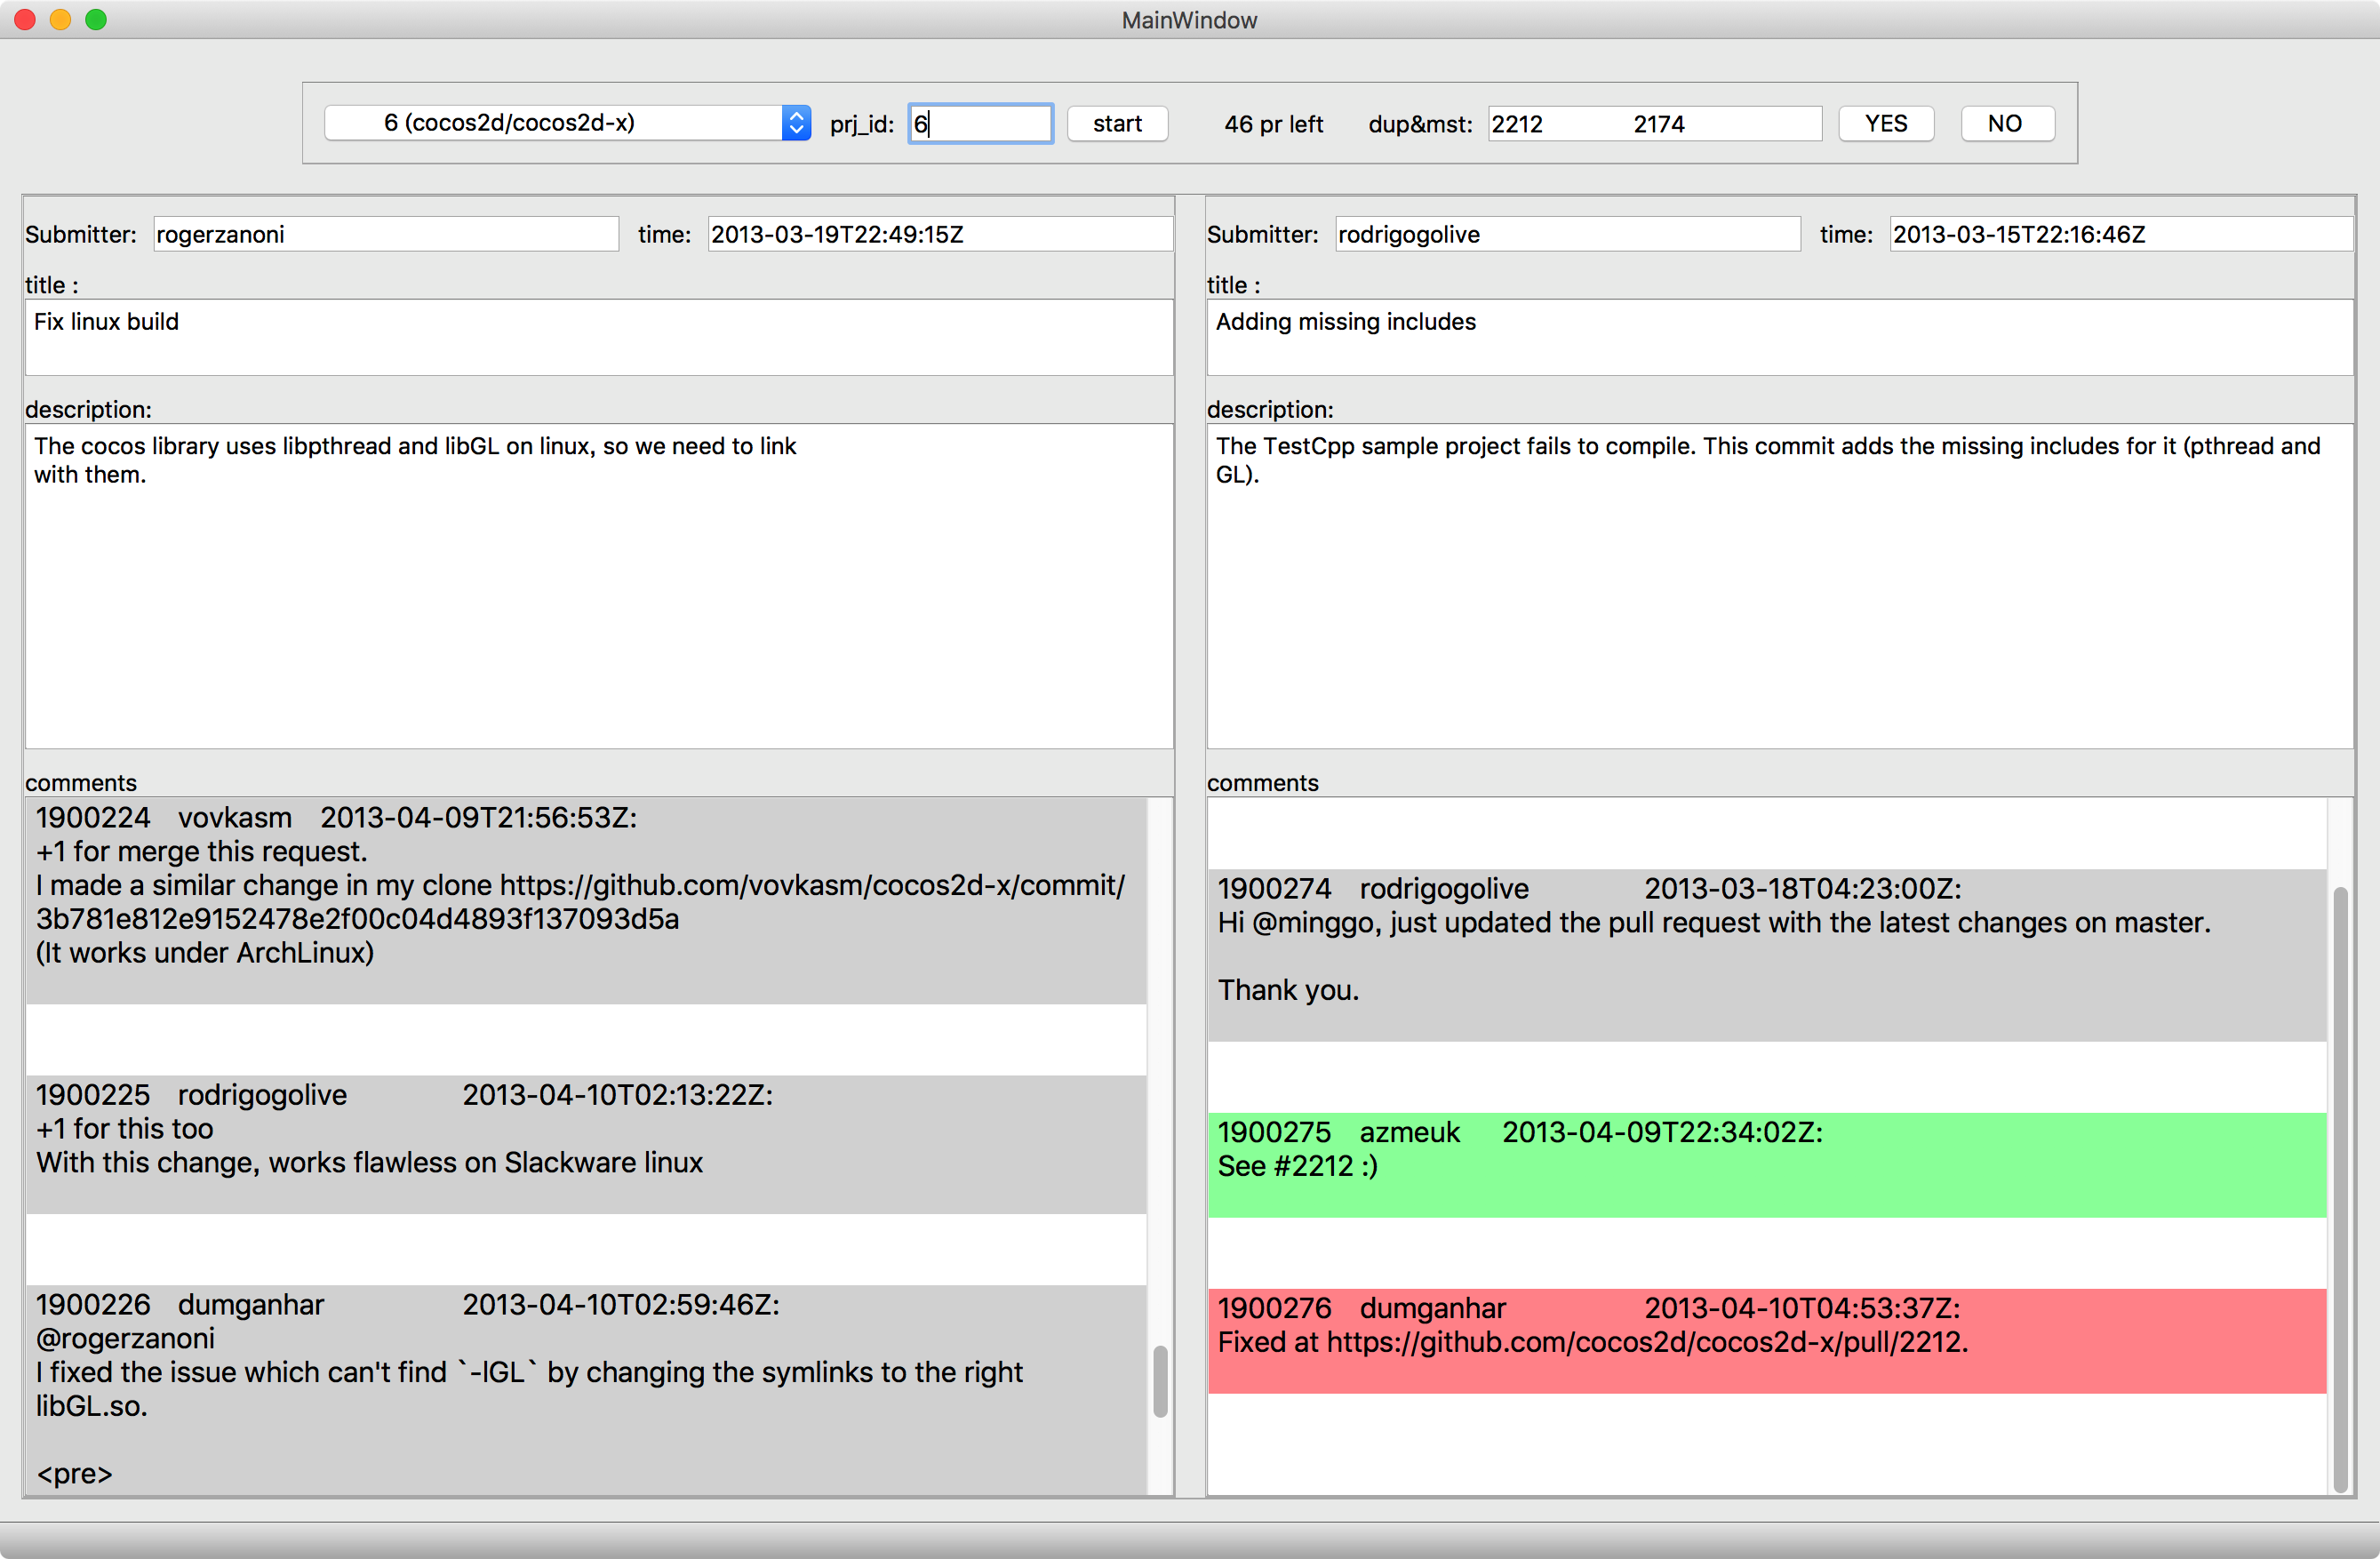 MainWindow
6 (cocos2d/cocos2d-x) prj_id: 6 start 46 pr left dup&mst: 2212 2174 YES NO
Submitter: rogerzanoni time: 2013-03-19T22:49:15Z
title :
Fix linux build
description:
The cocos library uses libpthread and libGL on linux, so we need to link
with them.
comments
1900224 vovkasm 2013-04-09T21:56:53Z:
+1 for merge this request.
I made a similar change in my clone https://github.com/vovkasm/cocos2d-x/commit/
3b781e812e9152478e2f00c04d4893f137093d5a
(It works under ArchLinux)
1900225 rodrigogolive 2013-04-10T02:13:22Z:
+1 for this too
With this change, works flawless on Slackware linux
1900226 dumganhar 2013-04-10T02:59:46Z:
@rogerzanoni
I fixed the issue which can't find `-lGL` by changing the symlinks to the right
libGL.so.
<pre>
Submitter: rodrigogolive time: 2013-03-15T22:16:46Z
title :
Adding missing includes
description:
The TestCpp sample project fails to compile. This commit adds the missing includes for it (pthread and
GL).
comments
1900274 rodrigogolive 2013-03-18T04:23:00Z:
Hi @minggo, just updated the pull request with the latest changes on master.
Thank you.
1900275 azmeuk 2013-04-09T22:34:02Z:
See #2212 :)
1900276 dumganhar 2013-04-10T04:53:37Z:
Fixed at https://github.com/cocos2d/cocos2d-x/pull/2212.